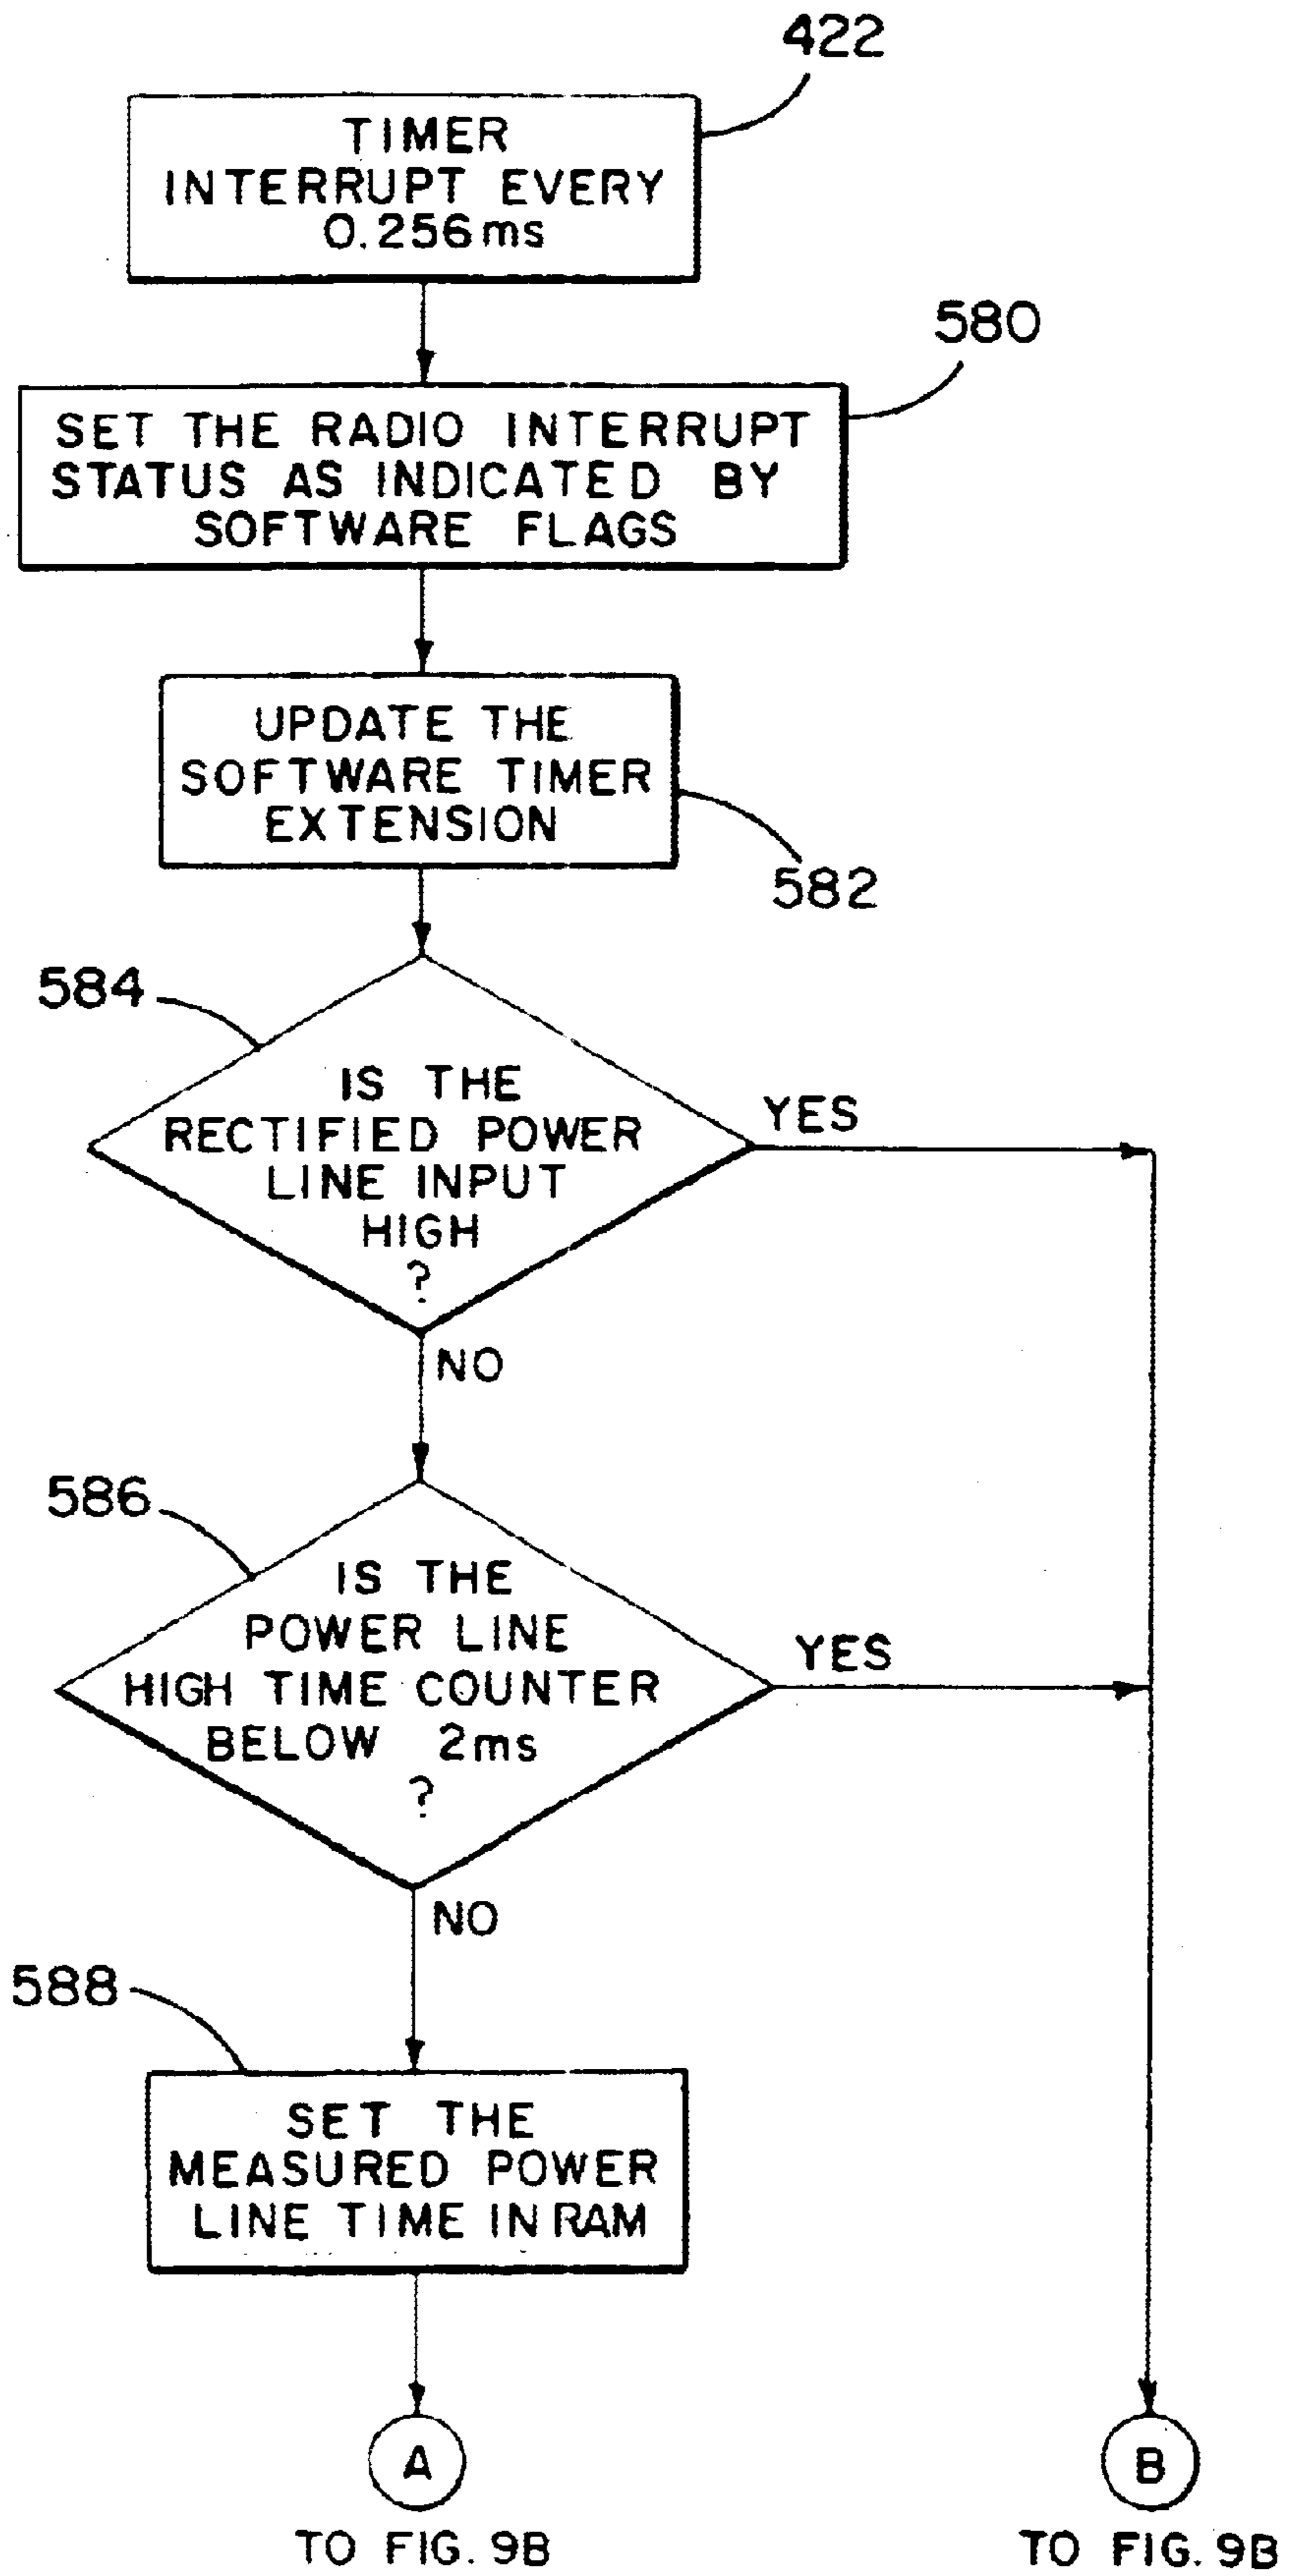 422
TIMER
INTERRUPT EVERY
0.256ms
580
SET THE RADIO INTERRUPT
STATUS AS INDICATED BY
SOFTWARE FLAGS
UPDATE THE
SOFTWARE TIMER
EXTENSION
582
584
IS THE
RECTIFIED POWER
LINE INPUT
HIGH
?
YES
NO
586
IS THE
POWER LINE
HIGH TIME COUNTER
BELOW 2ms
?
YES
NO
588
SET THE
MEASURED POWER
LINE TIME IN RAM
A
B
TO FIG. 9B
TO FIG. 9B